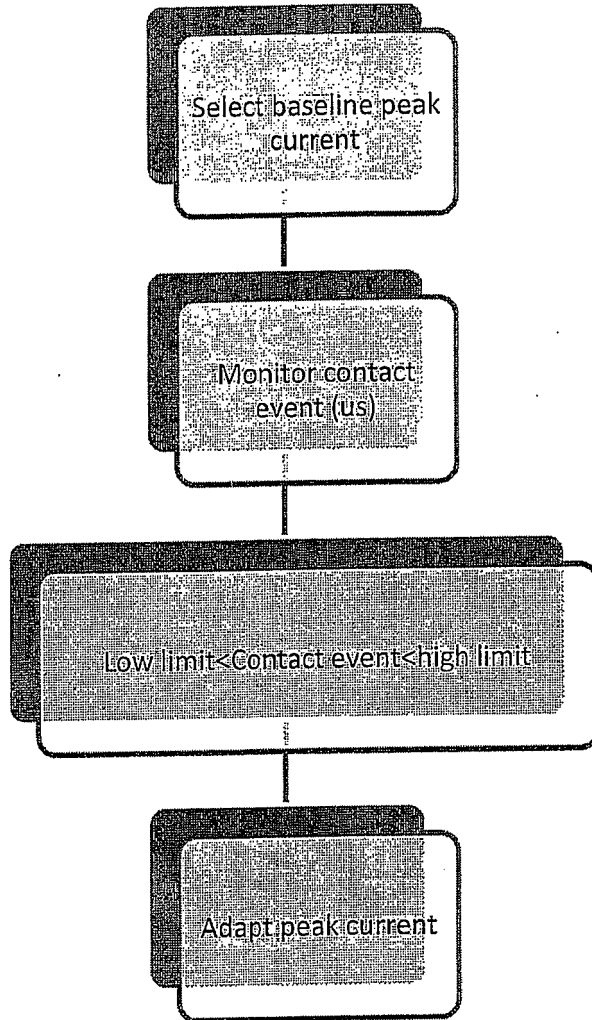 Select baseline peak
current
Monitor contact
event (us)
Low limit<Contact event<high limit
Adapt peak current